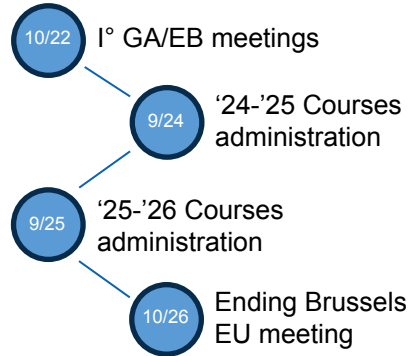 10/22 I° GA/EB meetings
9/24 ‘24-’25 Courses
administration
9/25 ‘25-’26 Courses
administration
10/26 Ending Brussels
EU meeting